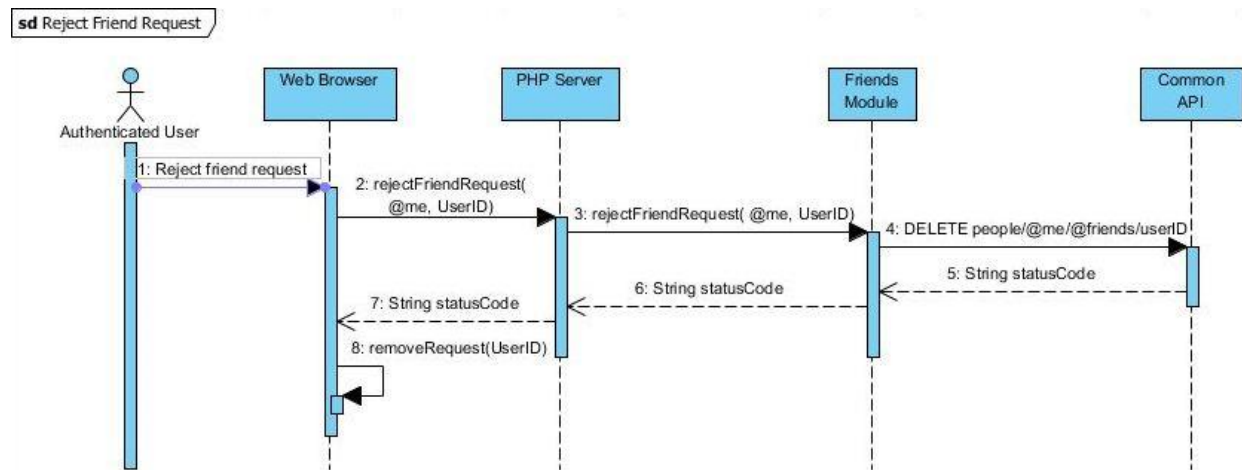 sd Reject Friend Request
Authenticated User
Web Browser
PHP Server
Friends
Module
Common
API
1: Reject friend request
2: rejectFriendRequest(
@me, UserID)
3: rejectFriendRequest( @me, UserID)
4: DELETE people/@me/@friends/userID
5: String statusCode
6: String statusCode
7: String statusCode
8: removeRequest(UserID)